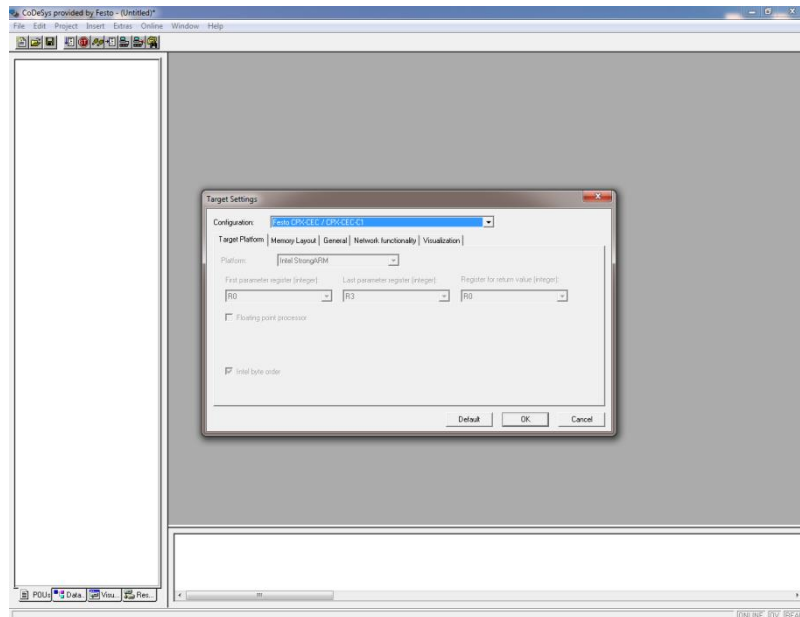 CoDeSys provided by Festo - (Untitled)*
File Edit Project Insert Extras Online Window Help
Target Settings
Configuration: Festo CPX-CEC / CPX-CEC-C1
Target Platform Memory Layout General Network functionality Visualization
Platform: Intel StrongARM
First parameter register (integer): Last parameter register (integer): Register for return value (integer):
R0 R3 R0
Floating point processor
Intel byte order
Default OK Cancel
POUs Data... Visu... Res...
ONLINE OV READ